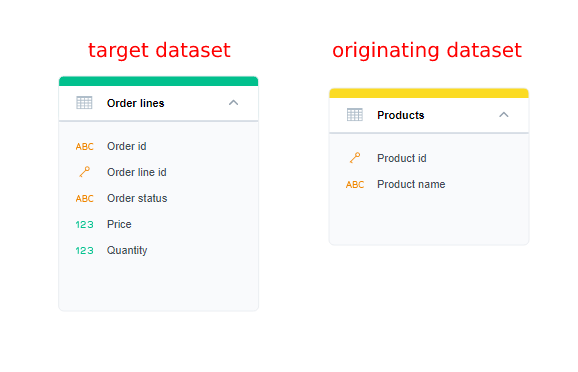 target dataset
Order lines
ABC Order id
Order line id
ABC Order status
123 Price
123 Quantity
originating dataset
Products
Product id
ABC Product name